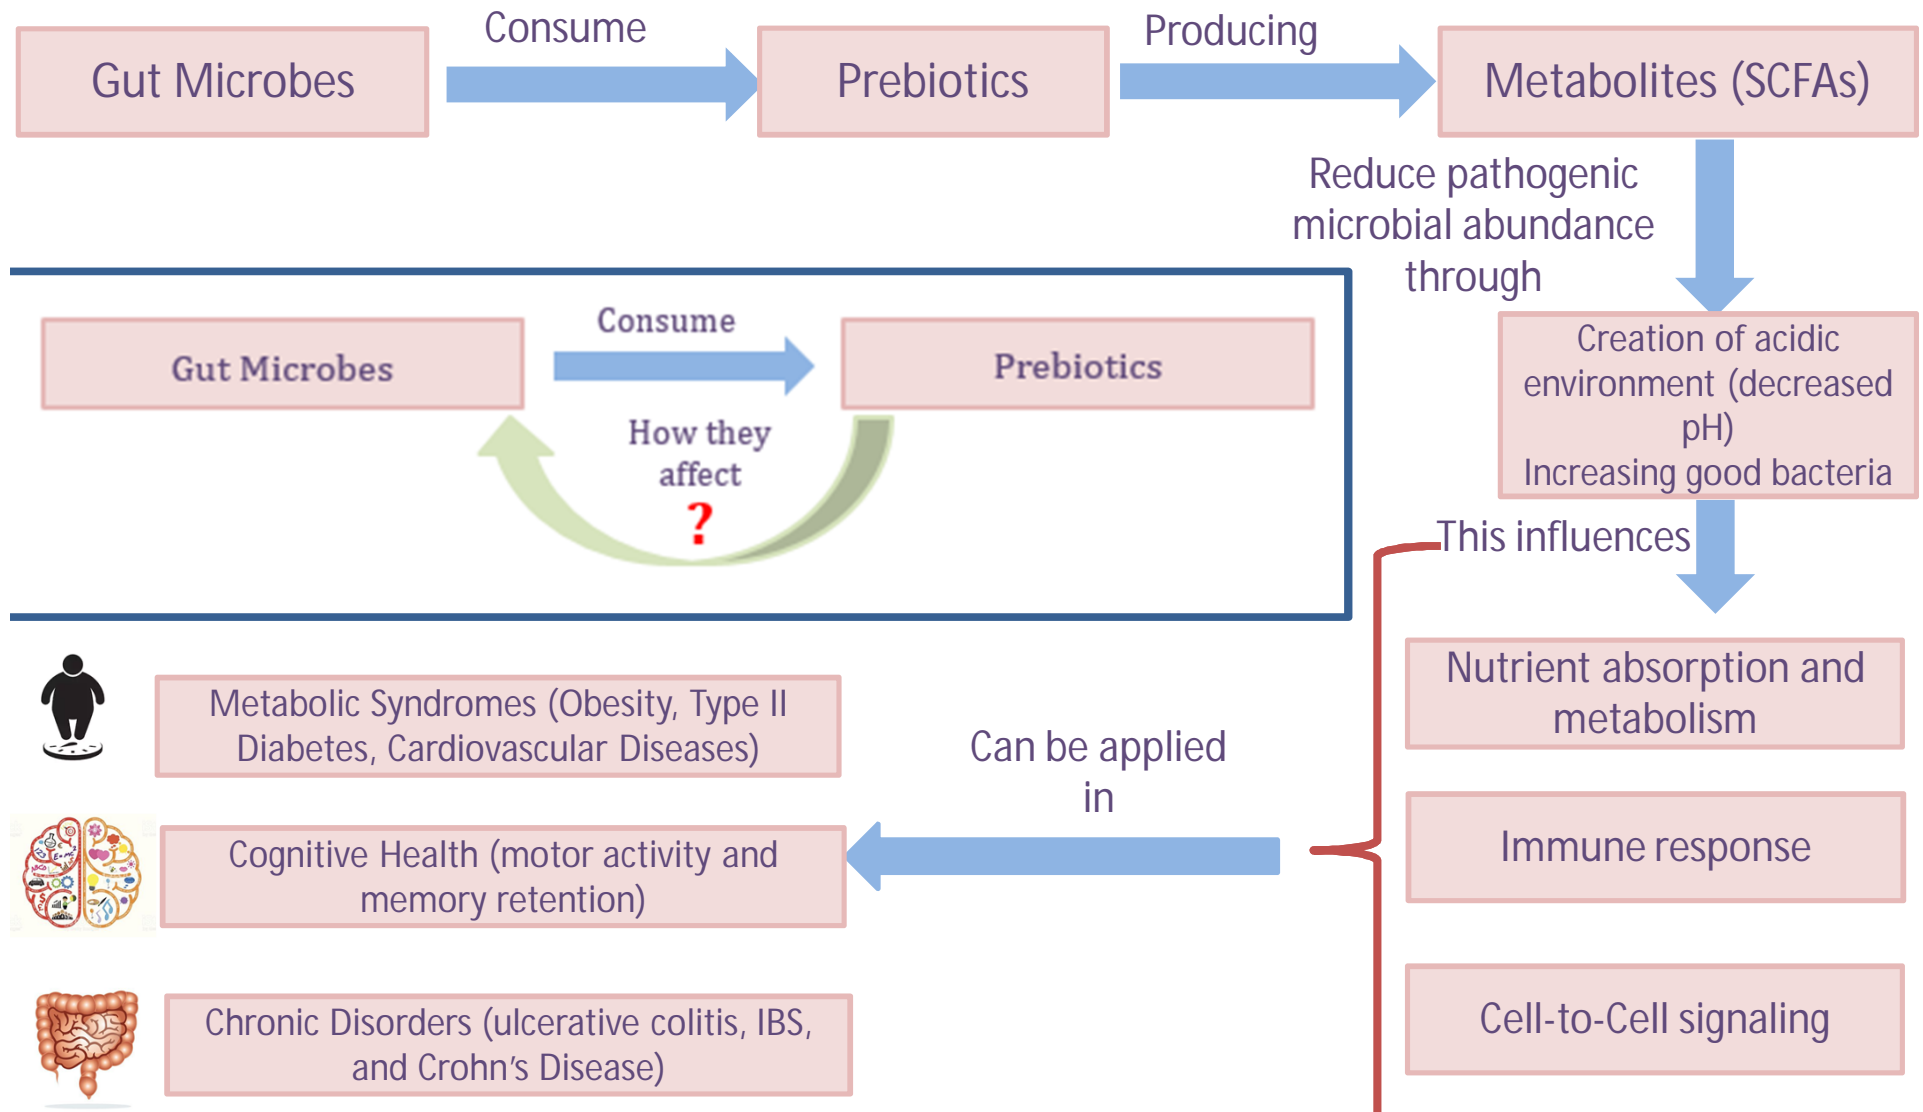 Gut Microbes
Consume
Prebiotics
Producing
Metabolites (SCFAs)
Reduce pathogenic
microbial abundance
through
Creation of acidic
environment (decreased
pH)
Increasing good bacteria
Gut Microbes
Consume
Prebiotics
How they
affect
?
This influences
Nutrient absorption and
metabolism
Immune response
Cell-to-Cell signaling
Can be applied
in
Metabolic Syndromes (Obesity, Type II
Diabetes, Cardiovascular Diseases)
Cognitive Health (motor activity and
memory retention)
Chronic Disorders (ulcerative colitis, IBS,
and Crohn’s Disease)